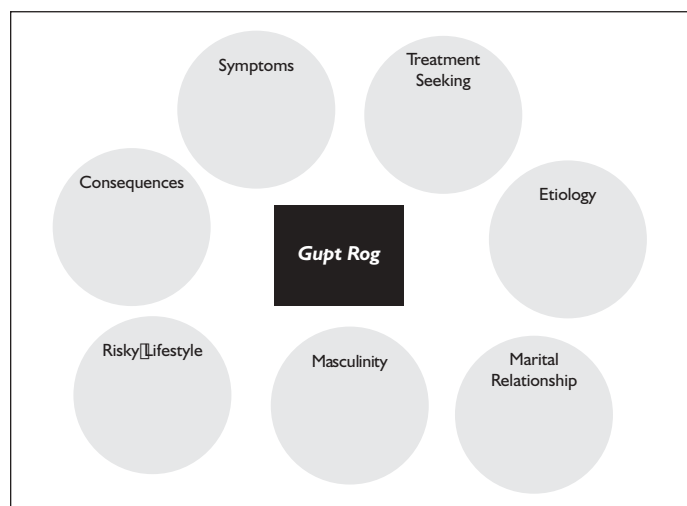 Symptoms
Treatment
Seeking
Consequences
Etiology
Gupt Rog
Risky Lifestyle
Masculinity
Marital
Relationship